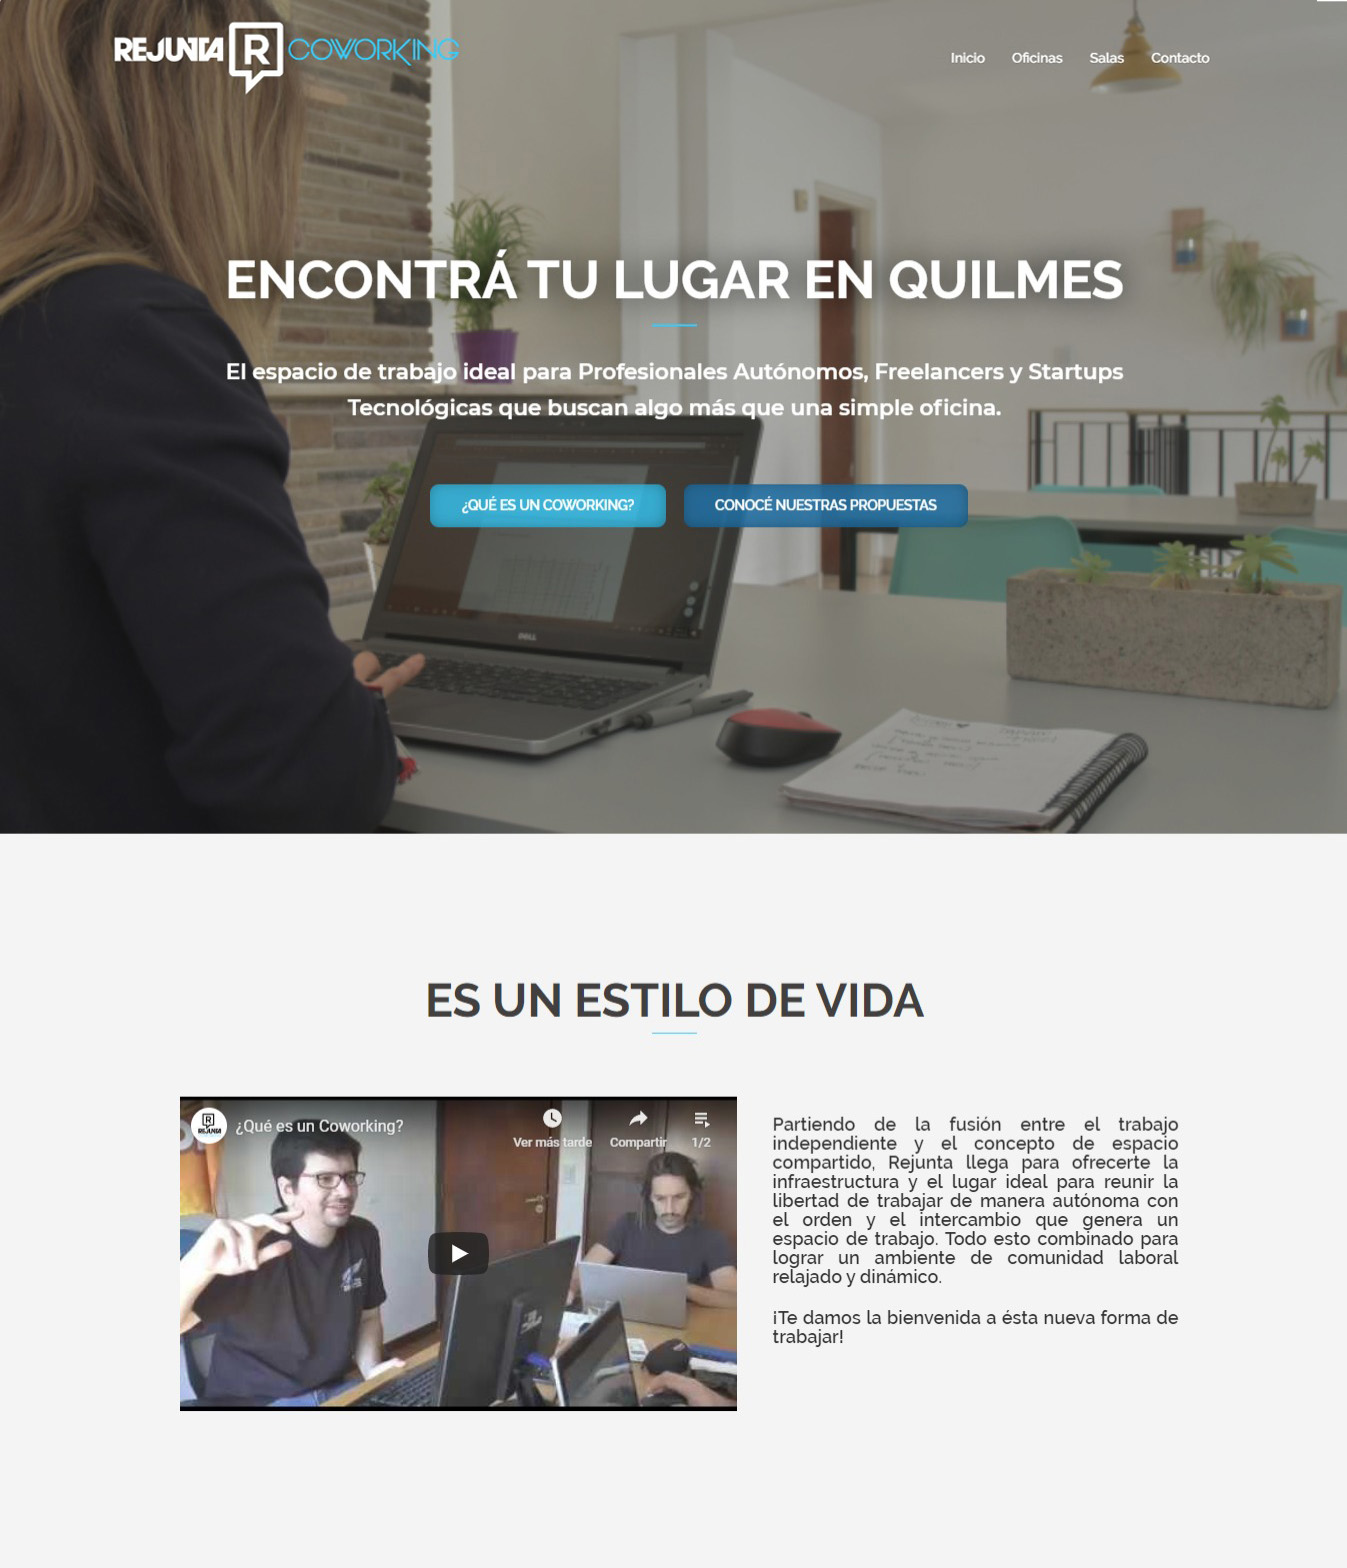 REJUNTA R COWORKING
Inicio Oficinas Salas Contacto
ENCONTRÁ TU LUGAR EN QUILMES
El espacio de trabajo ideal para Profesionales Autónomos, Freelancers y Startups
Tecnológicas que buscan algo más que una simple oficina.
¿QUÉ ES UN COWORKING? CONOCÉ NUESTRAS PROPUESTAS
DELL
ES UN ESTILO DE VIDA
R
REJUNTA
¿Qué es un Coworking?
Ver más tarde Compartir 1/2
Partiendo de la fusión entre el trabajo
independiente y el concepto de espacio
compartido, Rejunta llega para ofrecerte la
infraestructura y el lugar ideal para reunir la
libertad de trabajar de manera autónoma con
el orden y el intercambio que genera un
espacio de trabajo. Todo esto combinado para
lograr un ambiente de comunidad laboral
relajado y dinámico.
¡Te damos la bienvenida a ésta nueva forma de
trabajar!